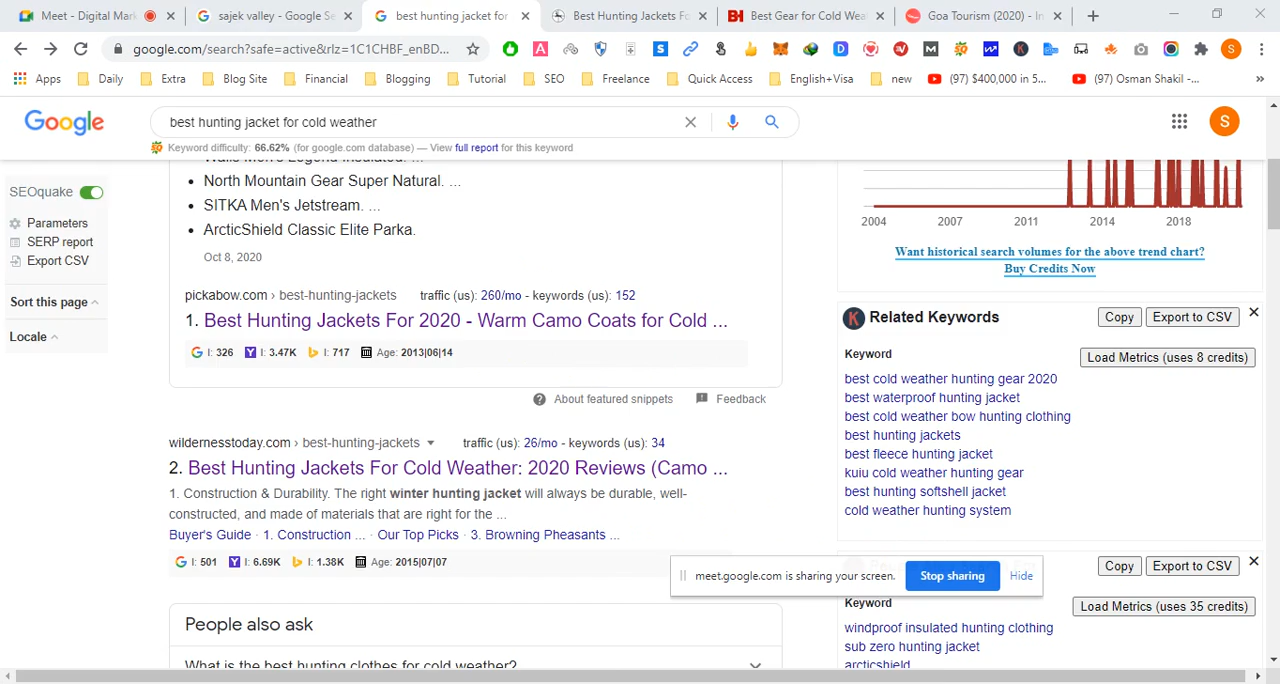 Meet - Digital Mark
sajek valley - Google Se
best hunting jacket for
Best Hunting Jackets Fo
Best Gear for Cold Wea
Goa Tourism (2020) - In
google.com/search?safe=active&rlz=1C1CHBF_enBD...
Apps
Daily
Extra
Blog Site
Financial
Blogging
Tutorial
SEO
Freelance
Quick Access
English+Visa
new
(97) $400,000 in 5...
(97) Osman Shakil -...
»
Google
best hunting jacket for cold weather
S
Keyword difficulty: 66.62% (for google.com database) — View full report for this keyword
SEOquake
Parameters
SERP report
Export CSV
Sort this page
Locale
Walls Men's Legend Insulated. ...
• North Mountain Gear Super Natural. ...
• SITKA Men's Jetstream. ...
• ArcticShield Classic Elite Parka.
Oct 8, 2020
pickabow.com › best-hunting-jackets traffic (us): 260/mo - keywords (us): 152
1. Best Hunting Jackets For 2020 - Warm Camo Coats for Cold ...
I: 326 I: 3.47K I: 717 Age: 2013|06|14
About featured snippets Feedback
wildernesstoday.com › best-hunting-jackets traffic (us): 26/mo - keywords (us): 34
2. Best Hunting Jackets For Cold Weather: 2020 Reviews (Camo ...
1. Construction & Durability. The right winter hunting jacket will always be durable, well-
constructed, and made of materials that are right for the ...
Buyer's Guide · 1. Construction ... · Our Top Picks · 3. Browning Pheasants ...
I: 501 I: 6.69K I: 1.38K Age: 2015|07|07
People also ask
What is the best hunting clothes for cold weather?
2004 2007 2011 2014 2018
Want historical search volumes for the above trend chart?
Buy Credits Now
K Related Keywords
Copy
Export to CSV
Keyword
Load Metrics (uses 8 credits)
best cold weather hunting gear 2020
best waterproof hunting jacket
best cold weather bow hunting clothing
best hunting jackets
best fleece hunting jacket
kuiu cold weather hunting gear
best hunting softshell jacket
cold weather hunting system
meet.google.com is sharing your screen.
Stop sharing
Hide
Copy
Export to CSV
Keyword
Load Metrics (uses 35 credits)
windproof insulated hunting clothing
sub zero hunting jacket
arcticshield